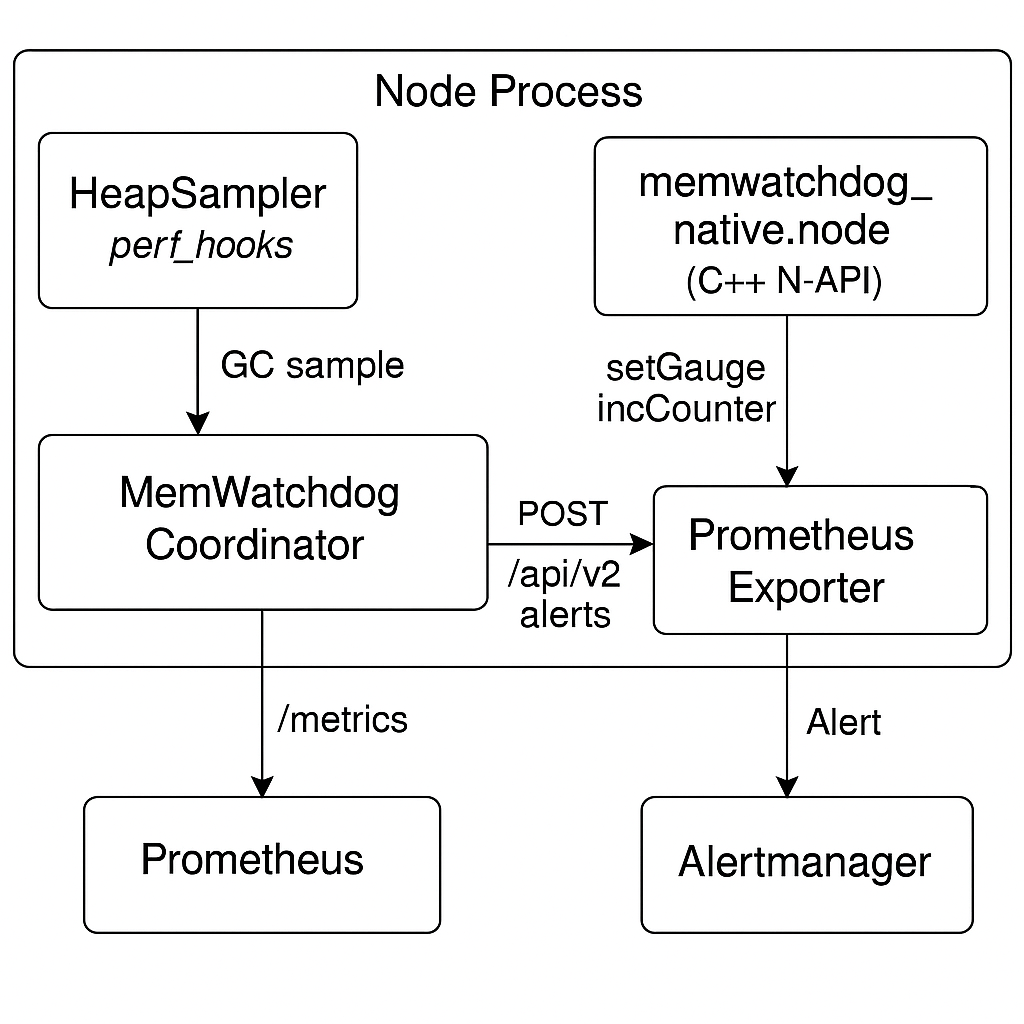 Node Process
HeapSampler
perf_hooks
memwatchdog_
native.node
(C++ N-API)
GC sample
setGauge
incCounter
MemWatchdog
Coordinator
POST
/api/v2
alerts
Prometheus
Exporter
/metrics
Alert
Prometheus
Alertmanager